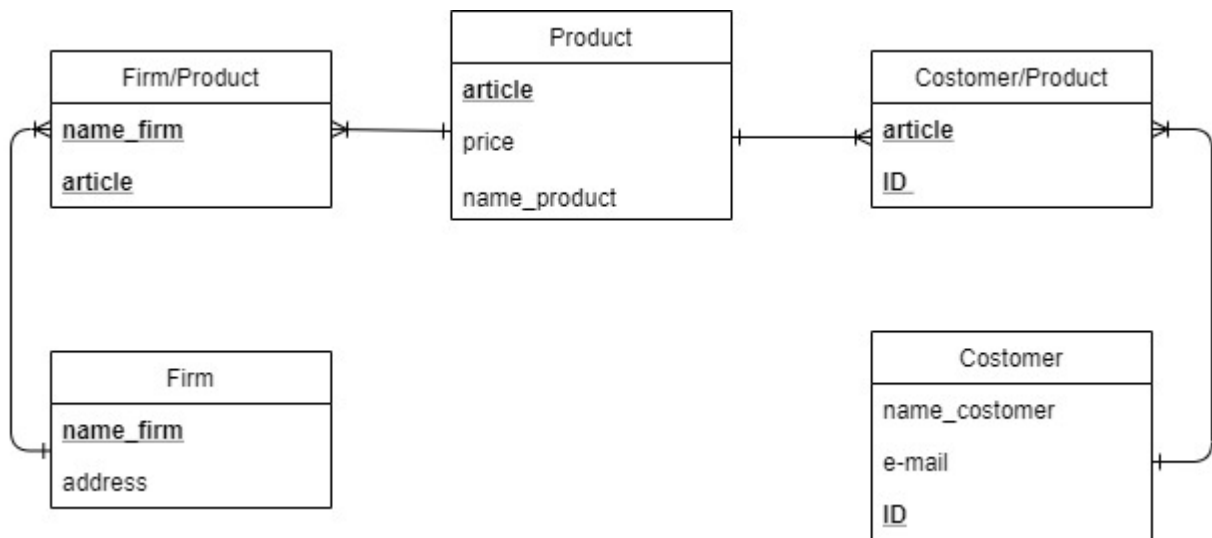 Firm/Product
name_firm
article
Product
article
price
name_product
Costomer/Product
article
ID
Firm
name_firm
address
Costomer
name_costomer
e-mail
ID